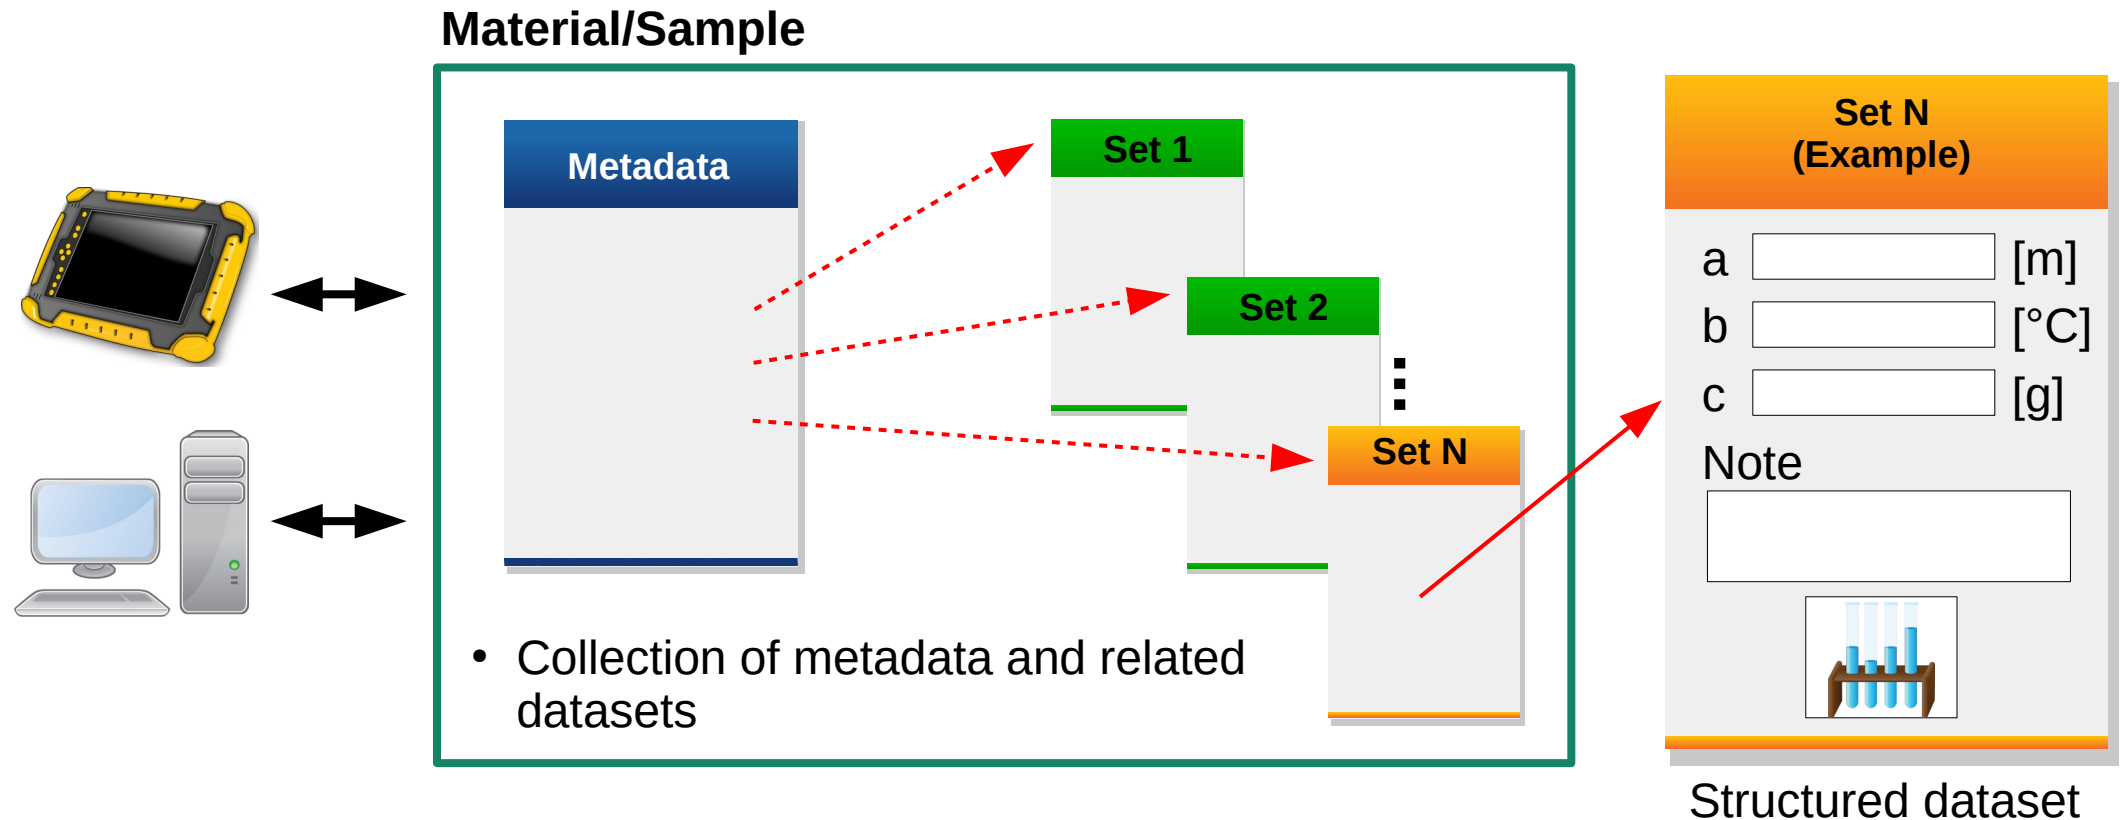 Material/Sample
Metadata
Set 1
Set 2
Set N
• Collection of metadata and related
datasets
Set N
(Example)
a [m]
b [°C]
c [g]
Note
Structured dataset